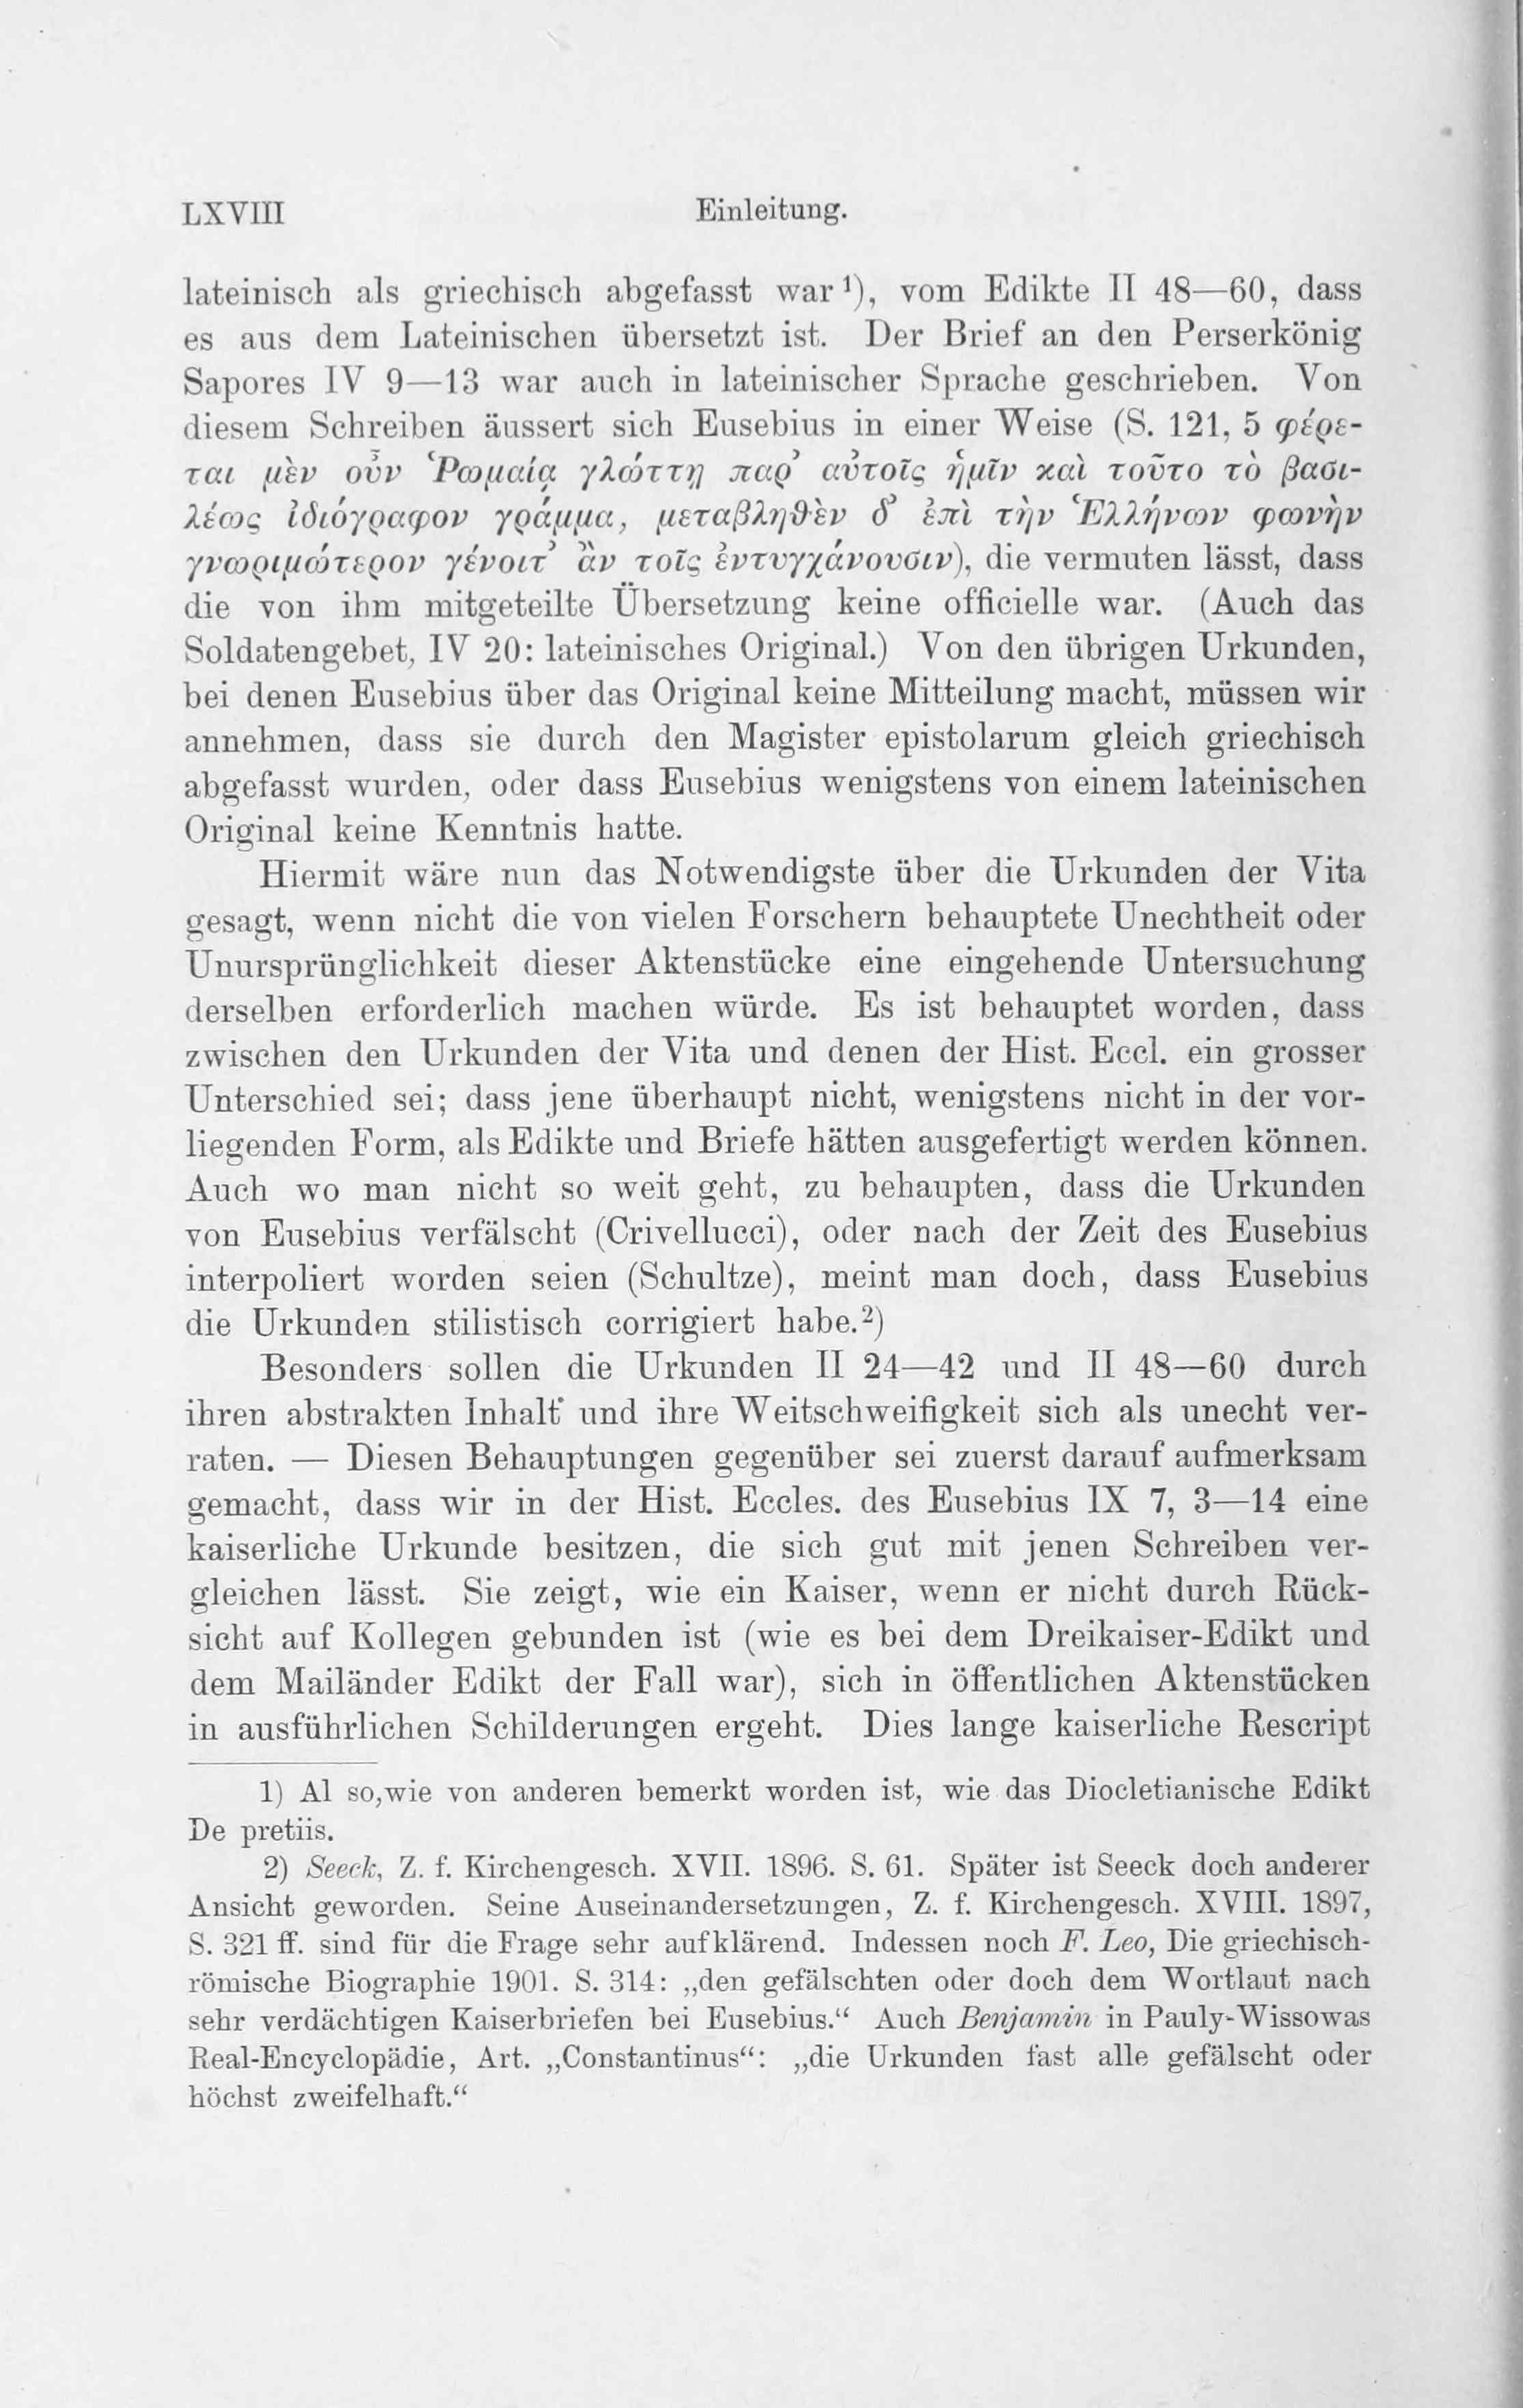 LXVIII Einleitung.
lateinisch als griechisch abgefasst war ¹), vom Edikte II 48—60, dass
es aus dem Lateinischen übersetzt ist. Der Brief an den Perserkönig
Sapores IV 9—13 war auch in lateinischer Sprache geschrieben. Von
diesem Schreiben äussert sich Eusebius in einer Weise (S. 121, 5 φέρε-
ται μὲν οὖν Ῥωμαίᾳ γλώττῃ παρ’ αὐτοῖς ἡμῖν καὶ τοῦτο τὸ βασι-
λέως ἰδιόγραφον γράμμα, μεταβληθὲν δ’ ἐπὶ τὴν Ἑλλήνων φωνὴν
γνωριμώτερον γένοιτ’ ἂν τοῖς ἐντυγχάνουσιν), die vermuten lässt, dass
die von ihm mitgeteilte Übersetzung keine officielle war. (Auch das
Soldatengebet, IV 20: lateinisches Original.) Von den übrigen Urkunden,
bei denen Eusebius über das Original keine Mitteilung macht, müssen wir
annehmen, dass sie durch den Magister epistolarum gleich griechisch
abgefasst wurden, oder dass Eusebius wenigstens von einem lateinischen
Original keine Kenntnis hatte.
Hiermit wäre nun das Notwendigste über die Urkunden der Vita
gesagt, wenn nicht die von vielen Forschern behauptete Unechtheit oder
Unursprünglichkeit dieser Aktenstücke eine eingehende Untersuchung
derselben erforderlich machen würde. Es ist behauptet worden, dass
zwischen den Urkunden der Vita und denen der Hist. Eccl. ein grosser
Unterschied sei; dass jene überhaupt nicht, wenigstens nicht in der vor-
liegenden Form, als Edikte und Briefe hätten ausgefertigt werden können.
Auch wo man nicht so weit geht, zu behaupten, dass die Urkunden
von Eusebius verfälscht (Crivellucci), oder nach der Zeit des Eusebius
interpoliert worden seien (Schultze), meint man doch, dass Eusebius
die Urkunden stilistisch corrigiert habe.²)
Besonders sollen die Urkunden II 24—42 und II 48—60 durch
ihren abstrakten Inhalt und ihre Weitschweifigkeit sich als unecht ver-
raten. — Diesen Behauptungen gegenüber sei zuerst darauf aufmerksam
gemacht, dass wir in der Hist. Eccles. des Eusebius IX 7, 3—14 eine
kaiserliche Urkunde besitzen, die sich gut mit jenen Schreiben ver-
gleichen lässt. Sie zeigt, wie ein Kaiser, wenn er nicht durch Rück-
sicht auf Kollegen gebunden ist (wie es bei dem Dreikaiser-Edikt und
dem Mailänder Edikt der Fall war), sich in öffentlichen Aktenstücken
in ausführlichen Schilderungen ergeht. Dies lange kaiserliche Rescript
1) Al so,wie von anderen bemerkt worden ist, wie das Diocletianische Edikt
De pretiis.
2) Seeck, Z. f. Kirchengesch. XVII. 1896. S. 61. Später ist Seeck doch anderer
Ansicht geworden. Seine Auseinandersetzungen, Z. f. Kirchengesch. XVIII. 1897,
S. 321 ff. sind für die Frage sehr aufklärend. Indessen noch F. Leo, Die griechisch-
römische Biographie 1901. S. 314: „den gefälschten oder doch dem Wortlaut nach
sehr verdächtigen Kaiserbriefen bei Eusebius.“ Auch Benjamin in Pauly-Wissowas
Real-Encyclopädie, Art. „Constantinus“: „die Urkunden fast alle gefälscht oder
höchst zweifelhaft.“